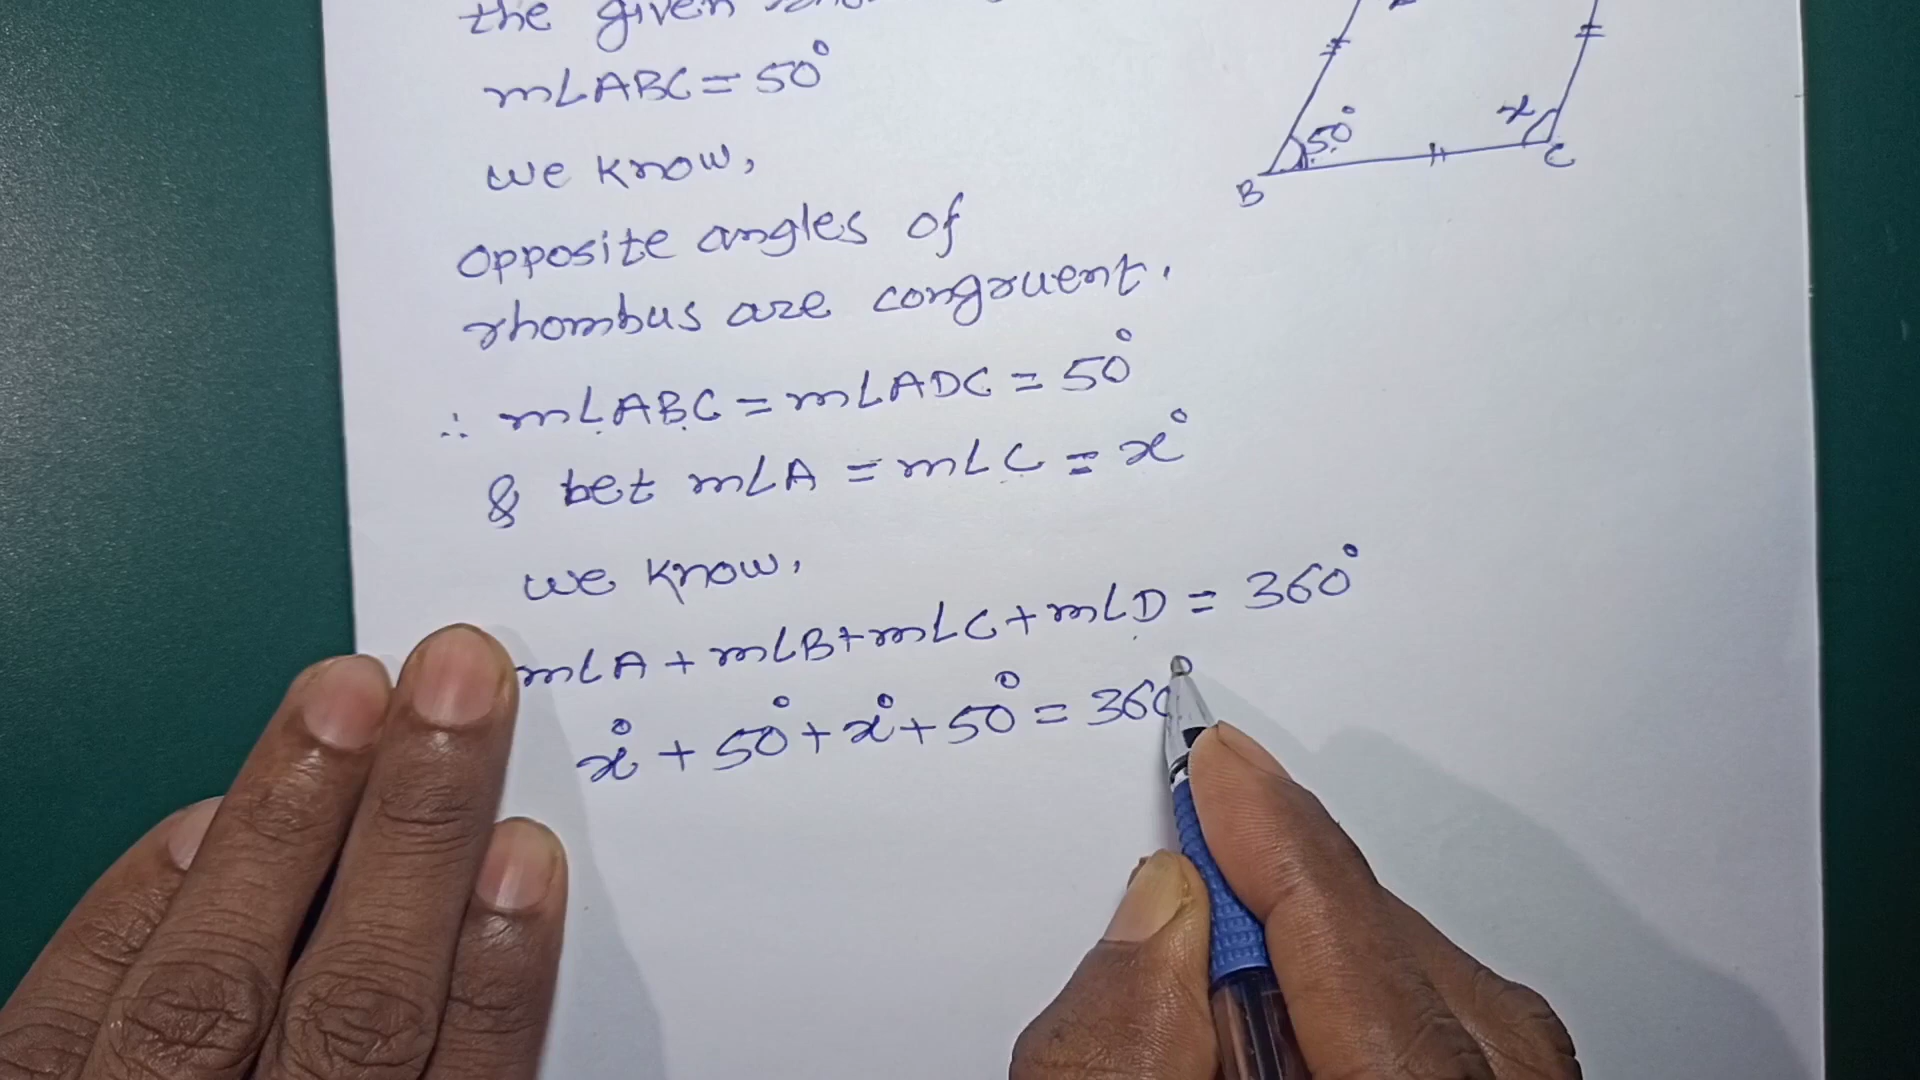 the given
m∠ABC = 50°
we know,
opposite angles of
rhombus are congruent.
∴ m∠ABC = m∠ADC = 50°
& bet m∠A = m∠C = x°
we know,
m∠A + m∠B + m∠C + m∠D = 360°
x° + 50° + x° + 50° = 360°
50°
x
B
C